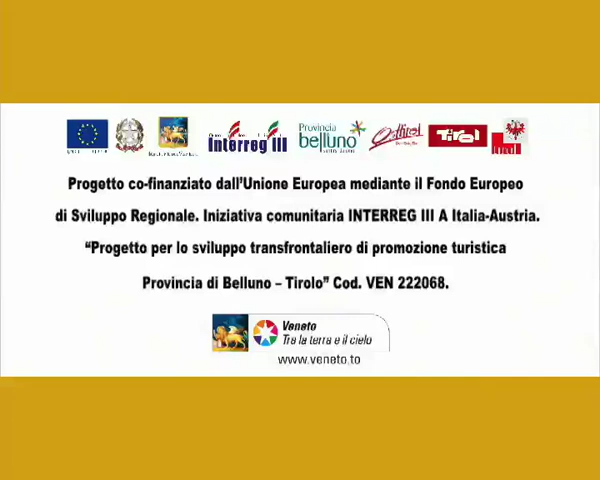 Interreg III
Provincia
belluno
Osttirol
Tirol
Progetto co-finanziato dall'Unione Europea mediante il Fondo Europeo
di Sviluppo Regionale. Iniziativa comunitaria INTERREG III A Italia-Austria.
“Progetto per lo sviluppo transfrontaliero di promozione turistica
Provincia di Belluno – Tirolo” Cod. VEN 222068.
Veneto
Tra la terra e il cielo
www.veneto.to